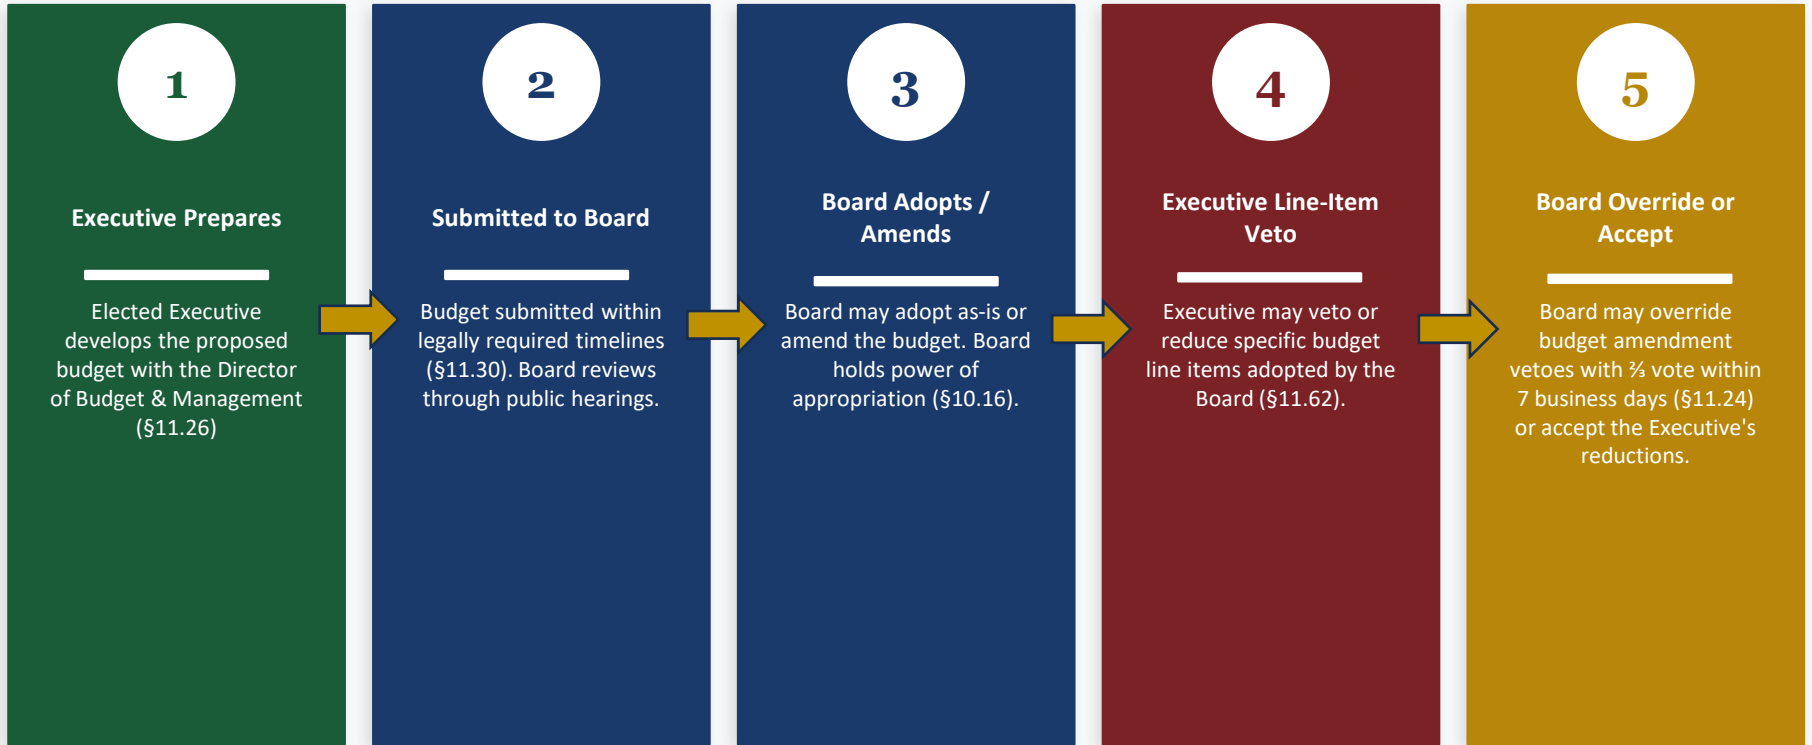 1
Executive Prepares
Elected Executive
develops the proposed
budget with the Director
of Budget & Management
(§11.26)
2
Submitted to Board
Budget submitted within
legally required timelines
(§11.30). Board reviews
through public hearings.
3
Board Adopts /
Amends
Board may adopt as-is or
amend the budget. Board
holds power of
appropriation (§10.16).
4
Executive Line-Item
Veto
Executive may veto or
reduce specific budget
line items adopted by the
Board (§11.62).
5
Board Override or
Accept
Board may override
budget amendment
vetoes with ⅔ vote within
7 business days (§11.24)
or accept the Executive's
reductions.